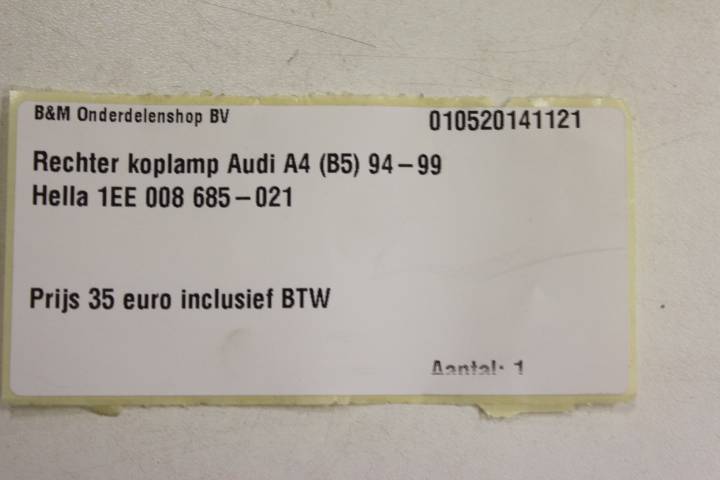 B&M Onderdelenshop BV 010520141121
Rechter koplamp Audi A4 (B5) 94-99
Hella 1EE 008 685-021
Prijs 35 euro inclusief BTW
Aantal: 1